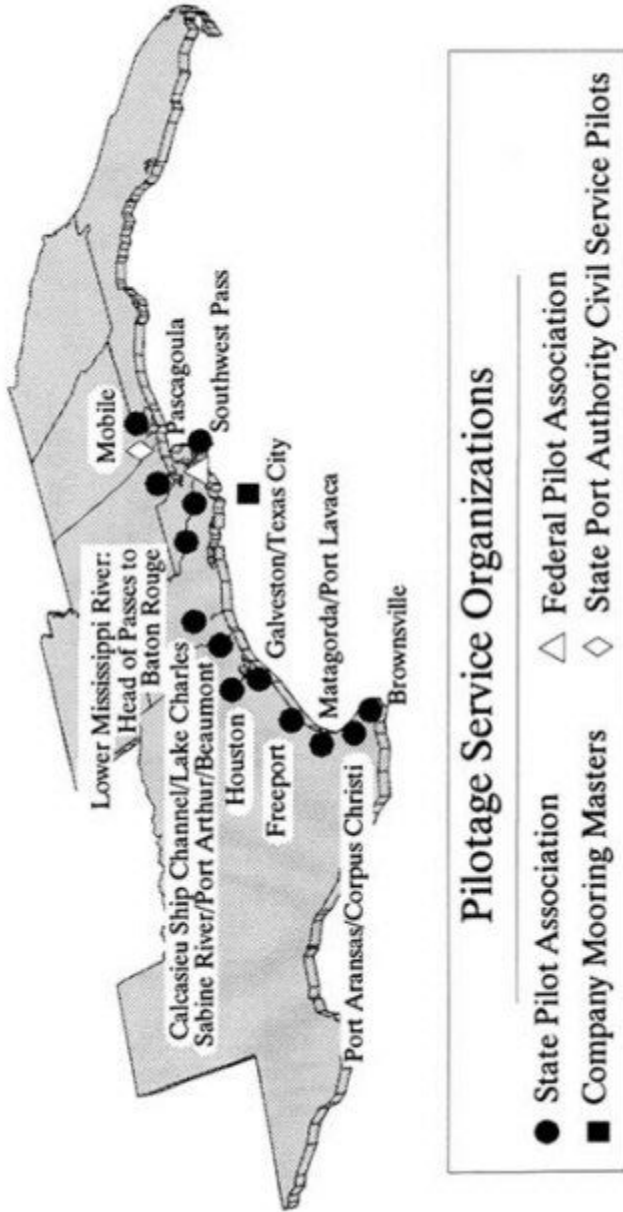 Lower Mississippi River:
Head of Passes to
Baton Rouge
Mobile
Pascagoula
Southwest Pass
Calcasieu Ship Channel/Lake Charles
Sabine River/Port Arthur/Beaumont
Houston
Galveston/Texas City
Freeport
Matagorda/Port Lavaca
Port Aransas/Corpus Christi
Brownsville
Pilotage Service Organizations
State Pilot Association
Federal Pilot Association
Company Mooring Masters
State Port Authority Civil Service Pilots